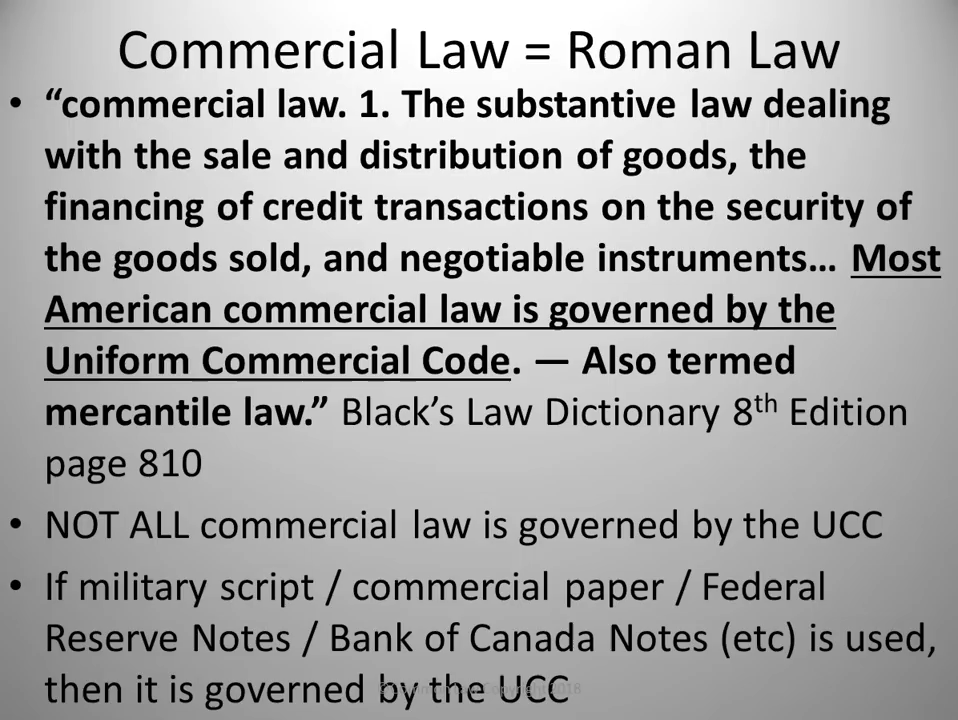 Commercial Law = Roman Law
• “commercial law. 1. The substantive law dealing
with the sale and distribution of goods, the
financing of credit transactions on the security of
the goods sold, and negotiable instruments… Most
American commercial law is governed by the
Uniform Commercial Code. — Also termed
mercantile law.” Black’s Law Dictionary 8th Edition
page 810
• NOT ALL commercial law is governed by the UCC
• If military script / commercial paper / Federal
Reserve Notes / Bank of Canada Notes (etc) is used,
then it is governed by the UCC
Copyright 2018